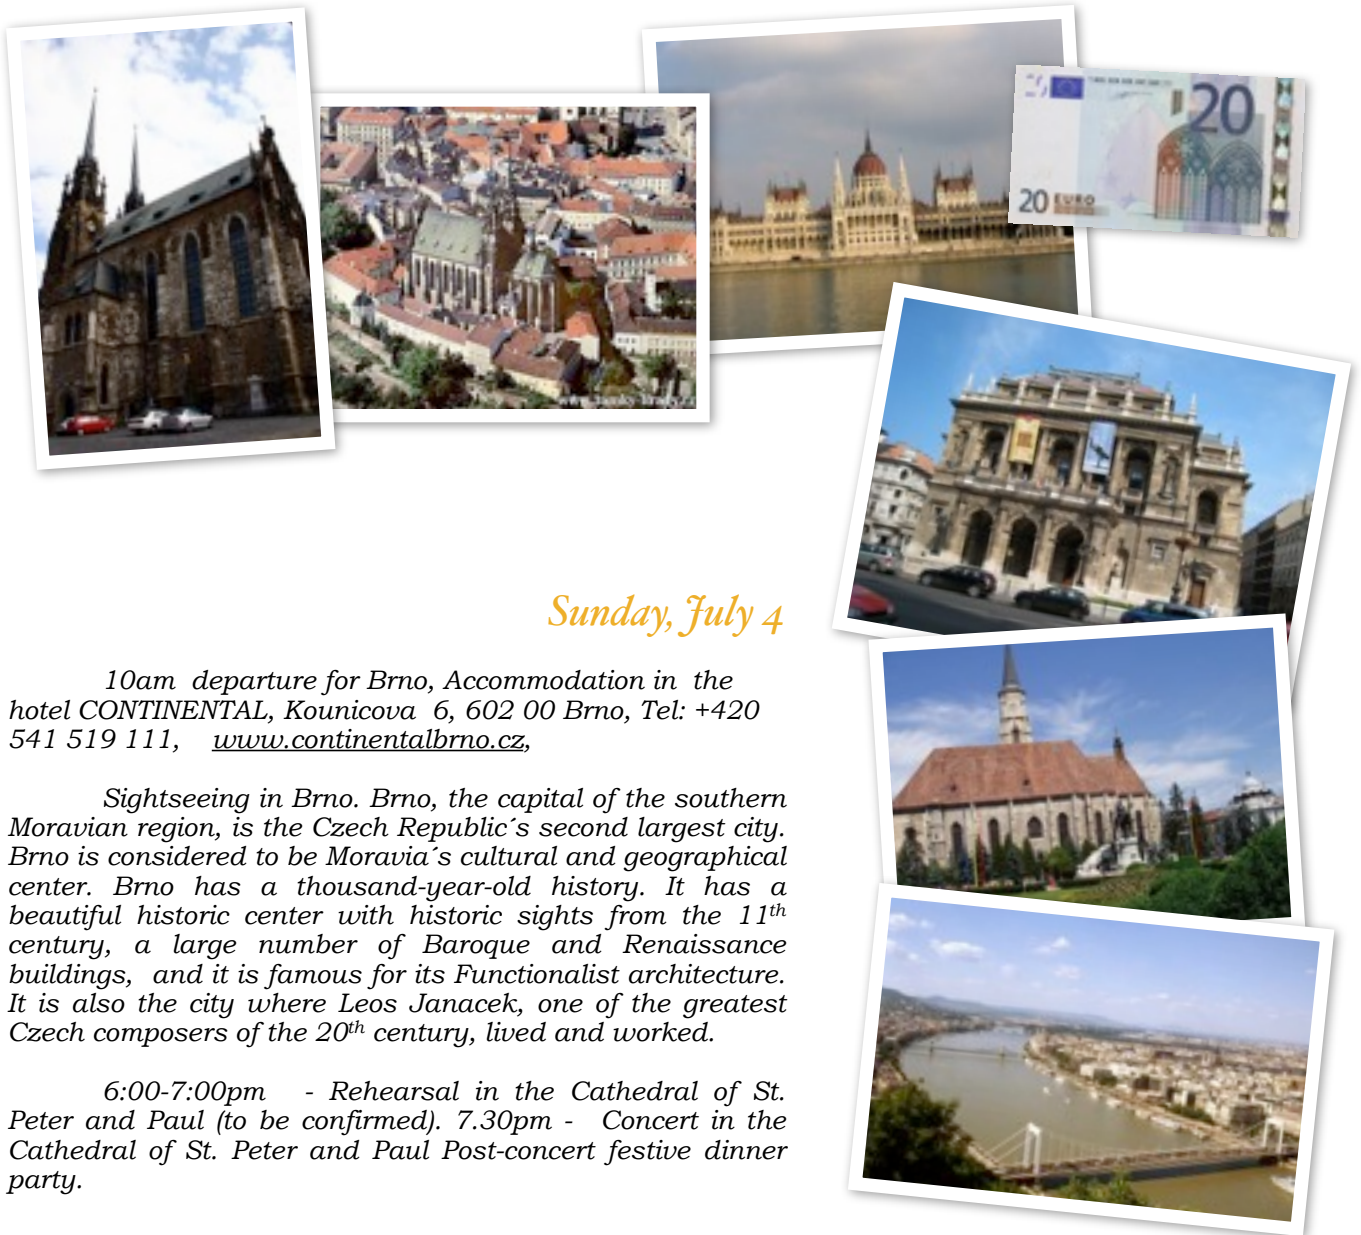 20
20 EURO
Sunday, July 4
10am departure for Brno, Accommodation in the
hotel CONTINENTAL, Kounicova 6, 602 00 Brno, Tel: +420
541 519 111, www.continentalbrno.cz,
Sightseeing in Brno. Brno, the capital of the southern
Moravian region, is the Czech Republic´s second largest city.
Brno is considered to be Moravia´s cultural and geographical
center. Brno has a thousand-year-old history. It has a
beautiful historic center with historic sights from the 11th
century, a large number of Baroque and Renaissance
buildings, and it is famous for its Functionalist architecture.
It is also the city where Leos Janacek, one of the greatest
Czech composers of the 20th century, lived and worked.
6:00-7:00pm - Rehearsal in the Cathedral of St.
Peter and Paul (to be confirmed). 7.30pm - Concert in the
Cathedral of St. Peter and Paul Post-concert festive dinner
party.